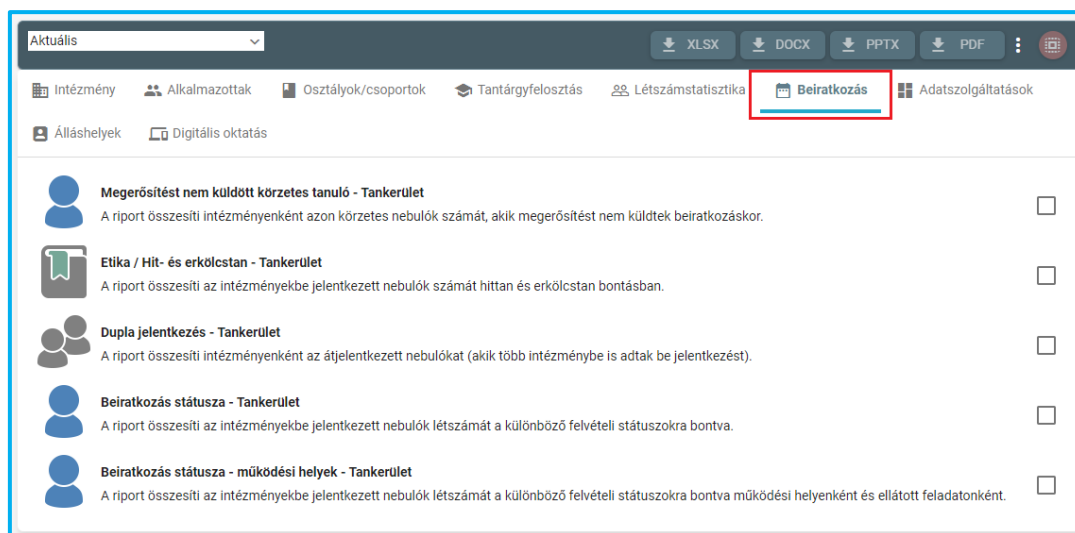 Aktuális
XLSX DOCX PPTX PDF
Intézmény Alkalmazottak Osztályok/csoportok Tantárgyfelosztás Létszámstatisztika Beiratkozás Adatszolgáltatások
Álláshelyek Digitális oktatás
Megerősítést nem küldött körzetes tanuló - Tankerület
A riport összesíti intézményenként azon körzetes nebulók számát, akik megerősítést nem küldtek beiratkozáskor.
Etika / Hit- és erkölcstan - Tankerület
A riport összesíti az intézményekbe jelentkezett nebulók számát hittan és erkölcstan bontásban.
Dupla jelentkezés - Tankerület
A riport összesíti intézményenként az átjelentkezett nebulókat (akik több intézménybe is adtak be jelentkezést).
Beiratkozás státusza - Tankerület
A riport összesíti az intézményekbe jelentkezett nebulók létszámát a különböző felvételi státuszokra bontva.
Beiratkozás státusza - működési helyek - Tankerület
A riport összesíti az intézményekbe jelentkezett nebulók létszámát a különböző felvételi státuszokra bontva működési helyenként és ellátott feladatonként.